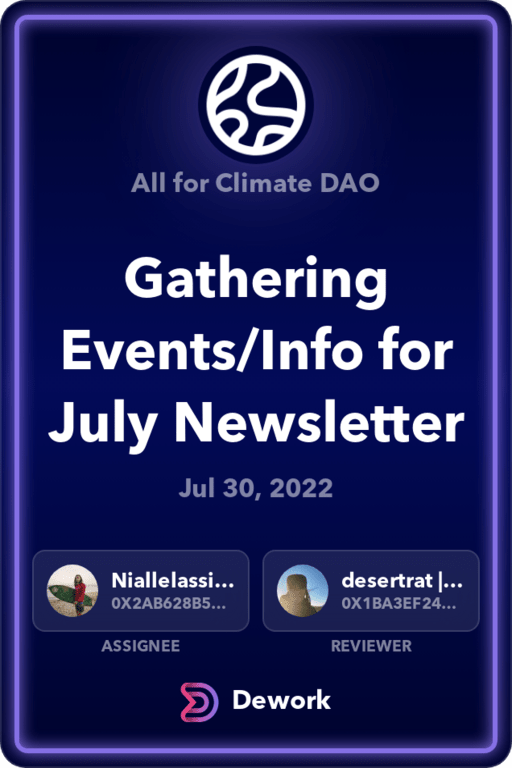 All for Climate DAO
Gathering
Events/Info for
July Newsletter
Jul 30, 2022
Niallelassi...
0X2AB628B5...
desertrat |...
0X1BA3EF24...
ASSIGNEE
REVIEWER
Dework